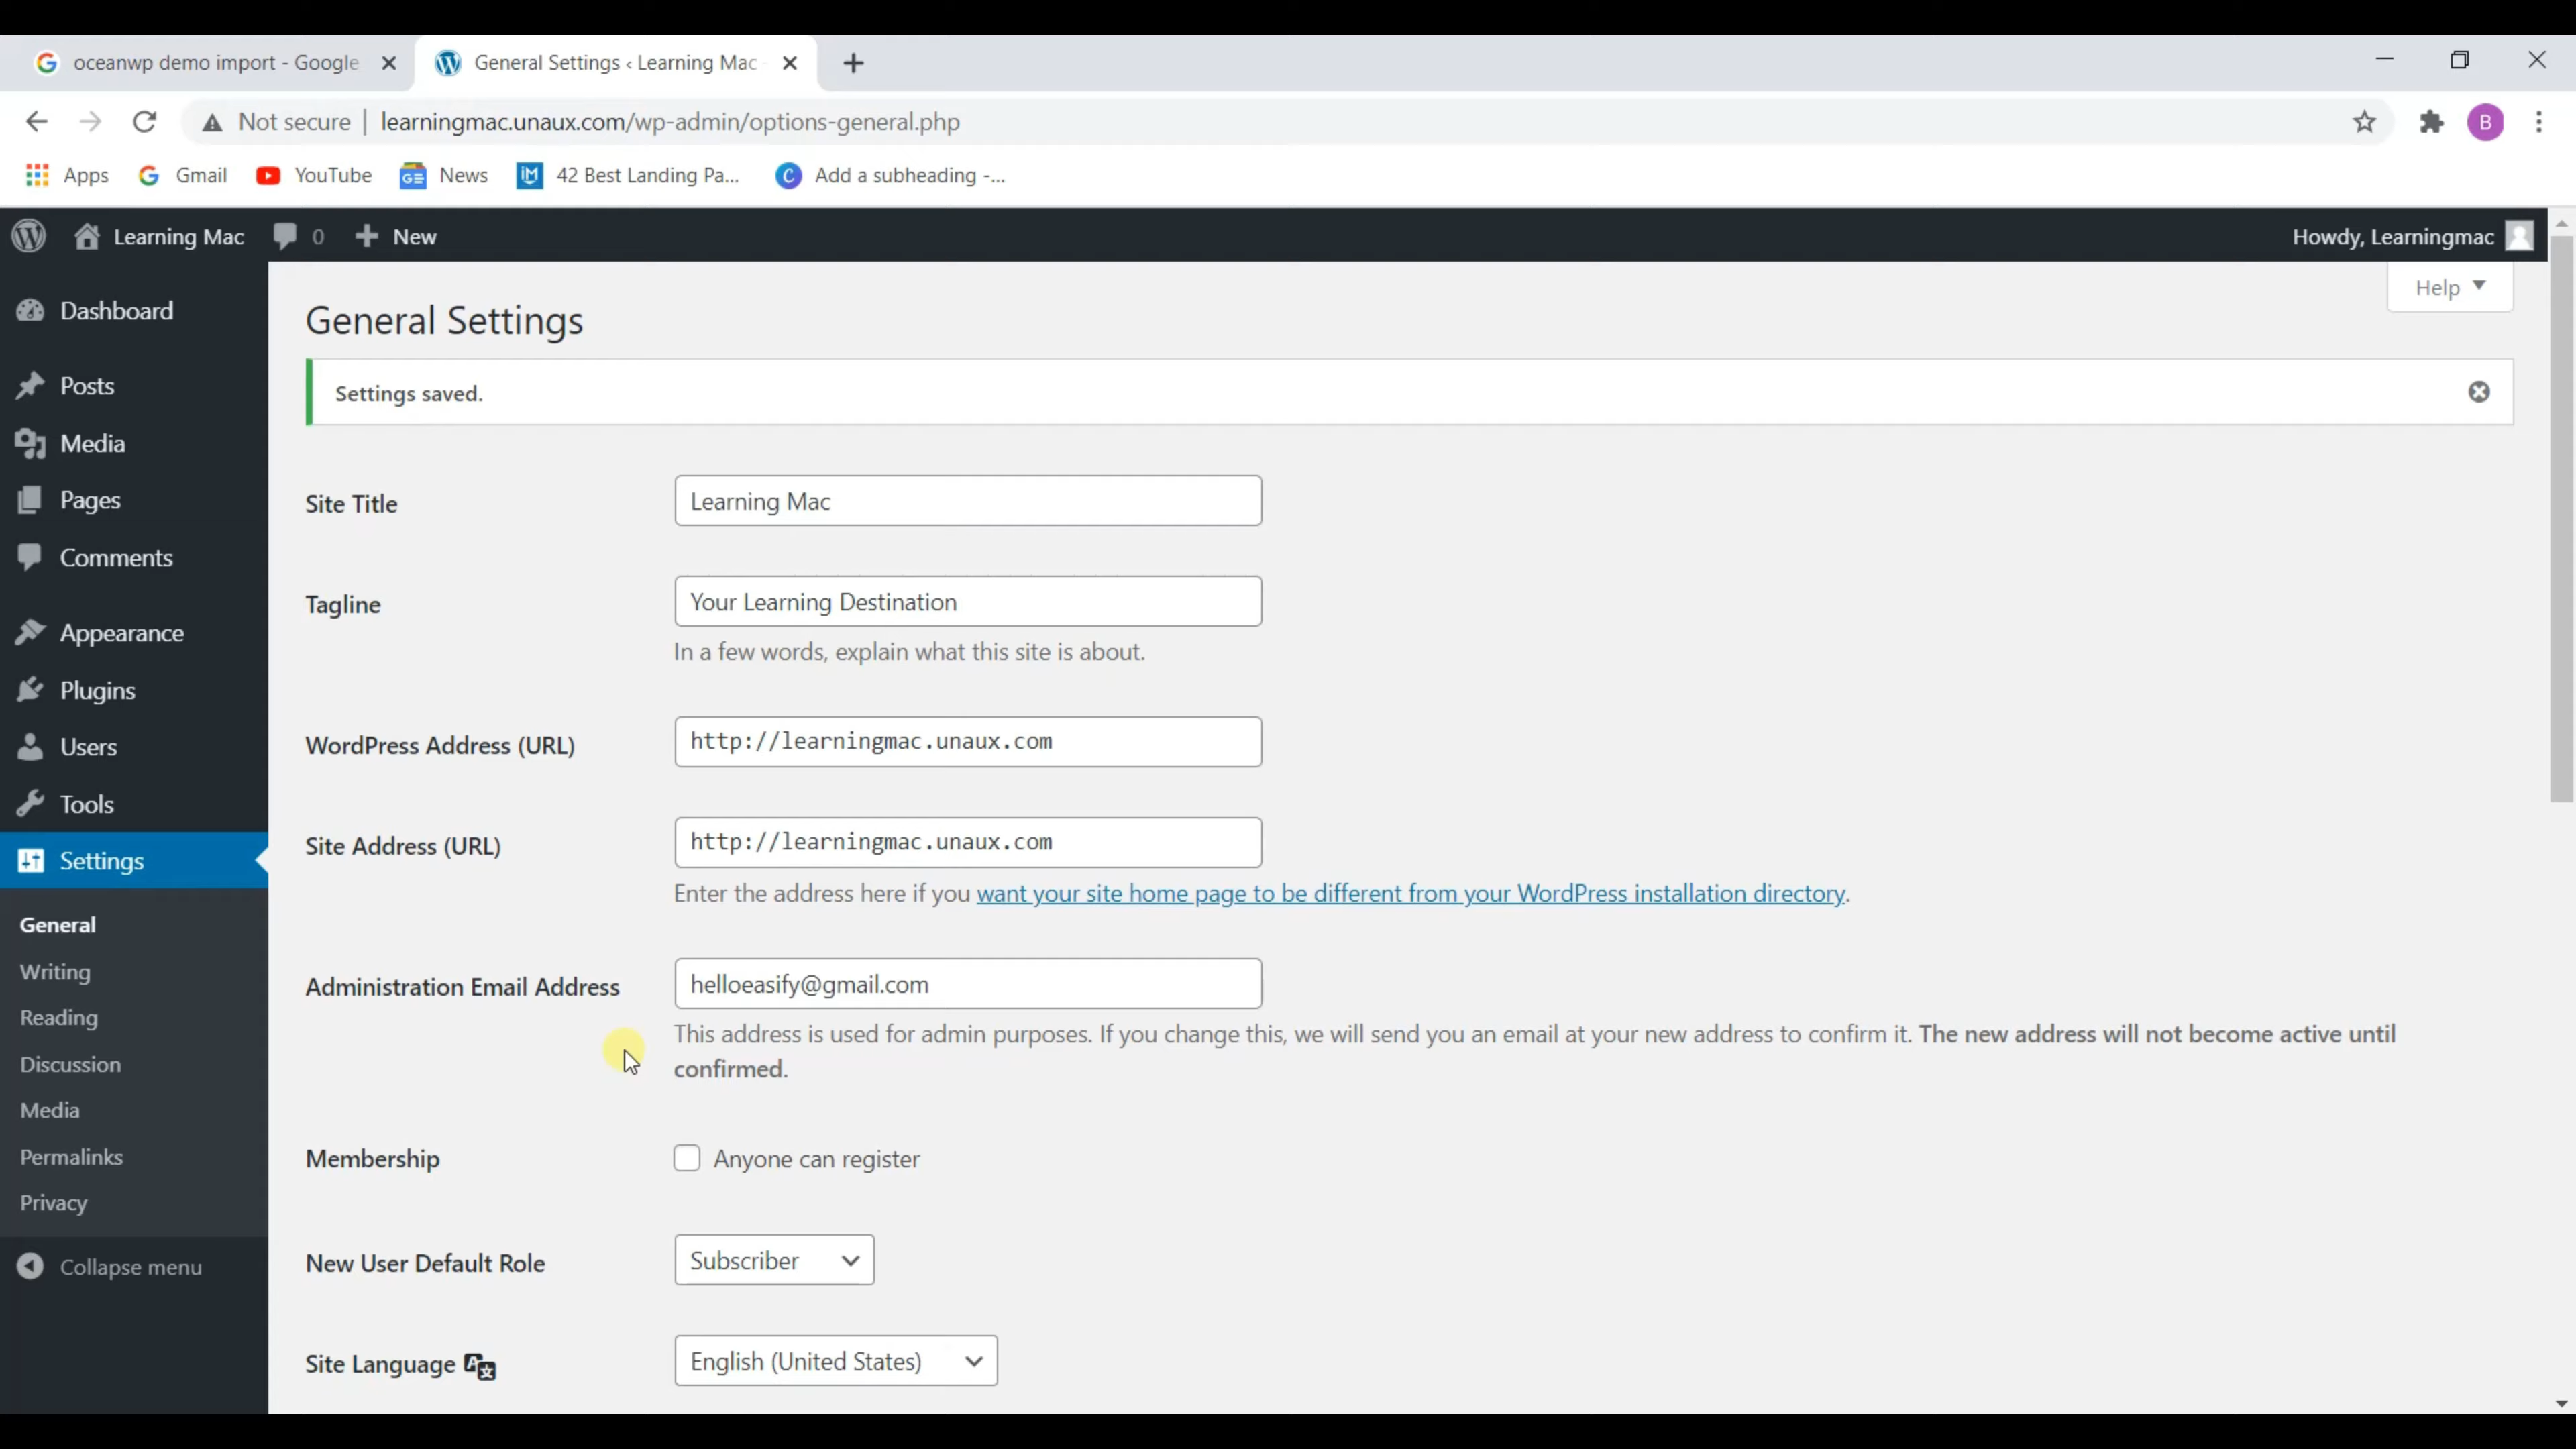 oceanwp demo import - Google
General Settings ‹ Learning Mac -
Not secure | learningmac.unaux.com/wp-admin/options-general.php
B
Apps
Gmail
YouTube
News
42 Best Landing Pa...
Add a subheading -...
Learning Mac
0
New
Howdy, Learningmac
Dashboard
Posts
Media
Pages
Comments
Appearance
Plugins
Users
Tools
Settings
General
Writing
Reading
Discussion
Media
Permalinks
Privacy
Collapse menu
Help
General Settings
Settings saved.
Site Title
Learning Mac
Tagline
Your Learning Destination
In a few words, explain what this site is about.
WordPress Address (URL)
http://learningmac.unaux.com
Site Address (URL)
http://learningmac.unaux.com
Enter the address here if you want your site home page to be different from your WordPress installation directory.
Administration Email Address
helloeasify@gmail.com
This address is used for admin purposes. If you change this, we will send you an email at your new address to confirm it. The new address will not become active until
confirmed.
Membership
Anyone can register
New User Default Role
Subscriber
Site Language
English (United States)